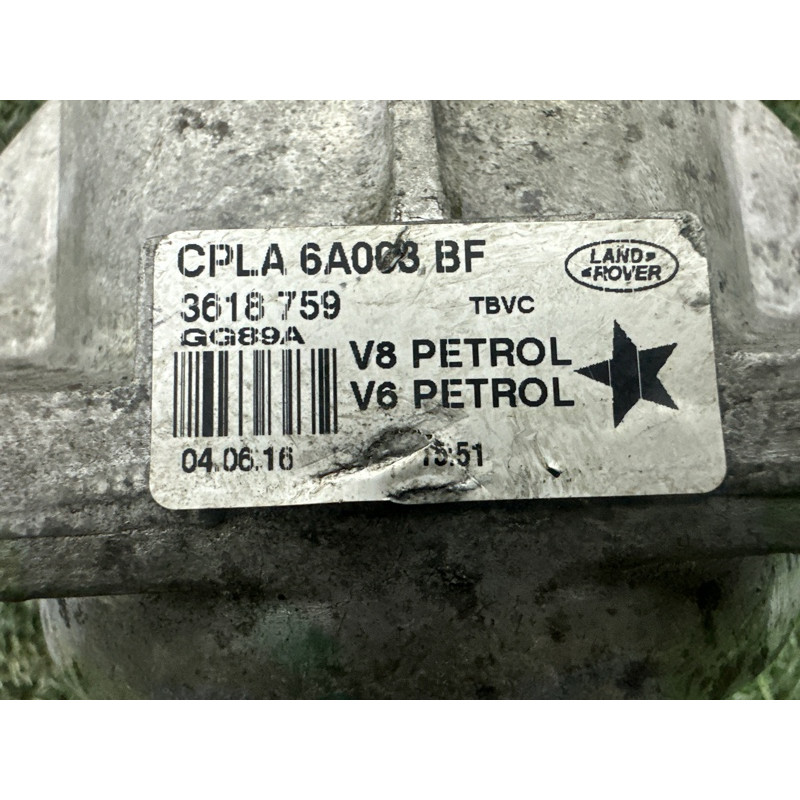 CPLA 6A003 BF
LAND
ROVER
3618 759
TBVC
GG89A
V8 PETROL
V6 PETROL
04.06.16
15:51